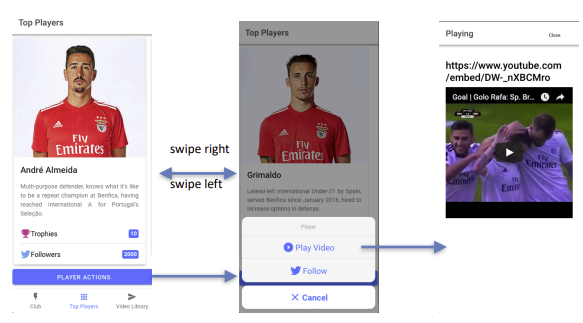 Top Players
Fly
Emirates
André Almeida
Multi-purpose defender, knows what it's like
to be a repeat champion at Benfica, having
reached international A for Portugal's
Seleção.
Trophies 10
Followers 2000
PLAYER ACTIONS
Club Top Players Video Library
swipe right
swipe left
Top Players
Fly
Emirates
Grimaldo
Lateral-left international Under-21 by Spain,
served Benfica since January 2016, Need to
increase options in defense.
Player
Play Video
Follow
Cancel
Playing Close
https://www.youtube.com
/embed/DW-_nXBCMro
Goal | Golo Rafa: Sp. Br...